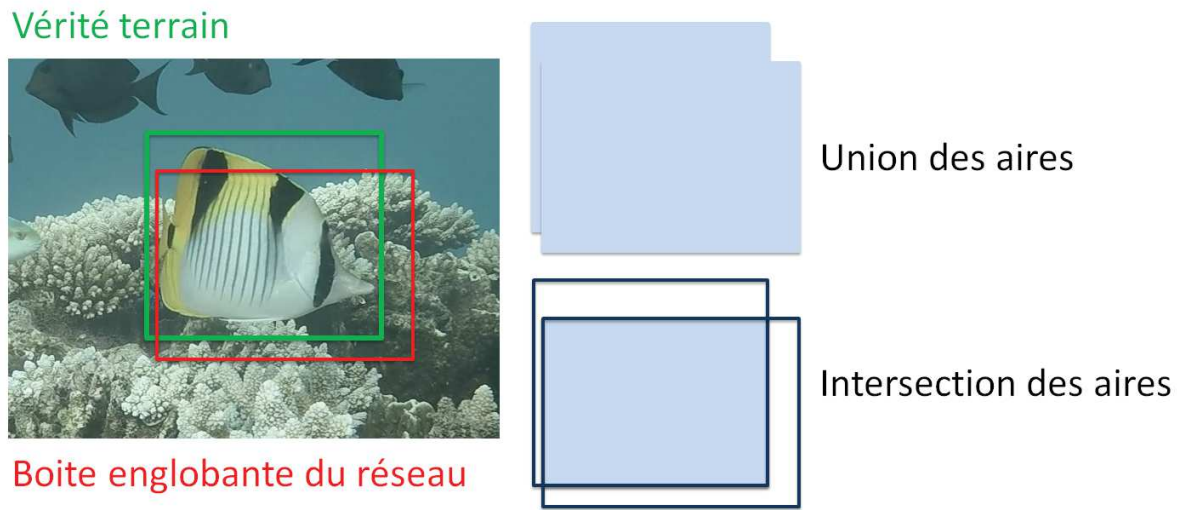 Vérité terrain
Union des aires
Intersection des aires
Boite englobante du réseau